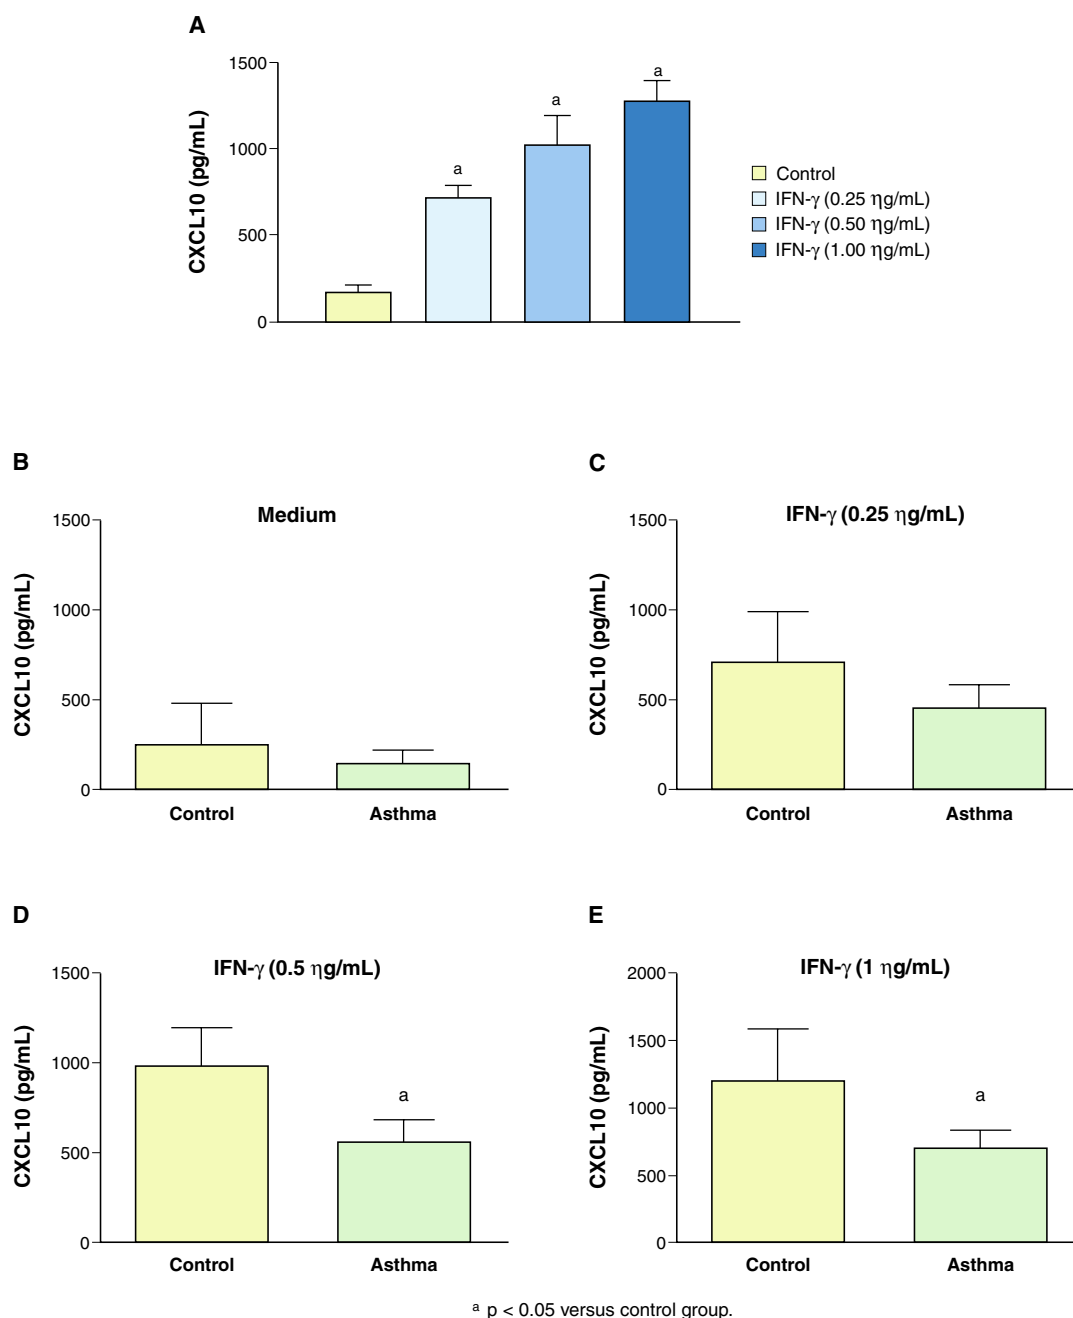 A
CXCL10 (pg/mL)
1500
1000
500
0
a
a
a
Control
IFN-γ (0.25 ηg/mL)
IFN-γ (0.50 ηg/mL)
IFN-γ (1.00 ηg/mL)
B
Medium
CXCL10 (pg/mL)
1500
1000
500
0
Control
Asthma
C
IFN-γ (0.25 ηg/mL)
CXCL10 (pg/mL)
1500
1000
500
0
Control
Asthma
D
IFN-γ (0.5 ηg/mL)
CXCL10 (pg/mL)
1500
1000
500
0
a
Control
Asthma
E
IFN-γ (1 ηg/mL)
CXCL10 (pg/mL)
2000
1500
1000
500
0
a
Control
Asthma
a p < 0.05 versus control group.